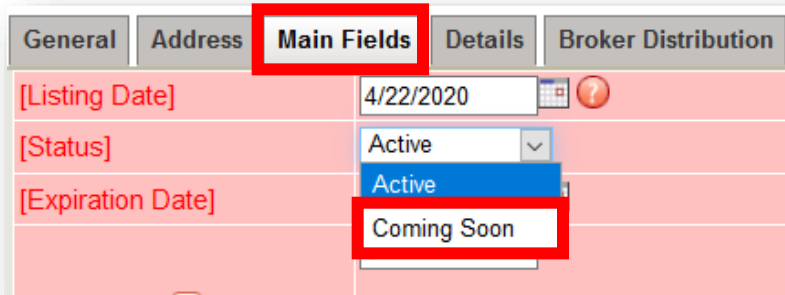 General Address Main Fields Details Broker Distribution
[Listing Date] 4/22/2020 ?
[Status] Active
Active
[Expiration Date]
Coming Soon